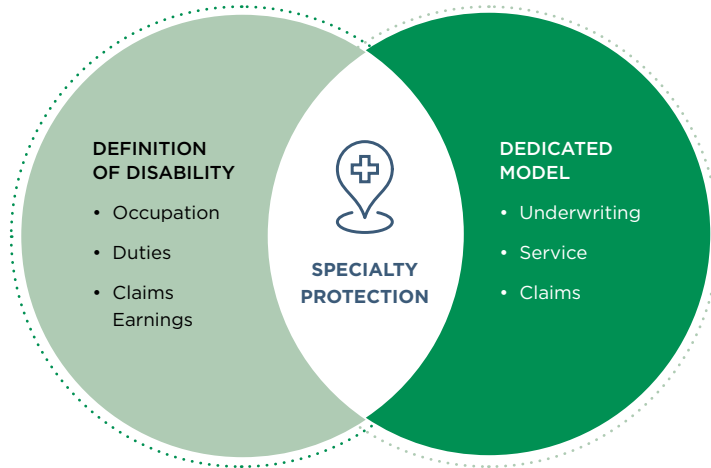 DEFINITION
OF DISABILITY
• Occupation
• Duties
• Claims
Earnings
SPECIALTY
PROTECTION
DEDICATED
MODEL
• Underwriting
• Service
• Claims